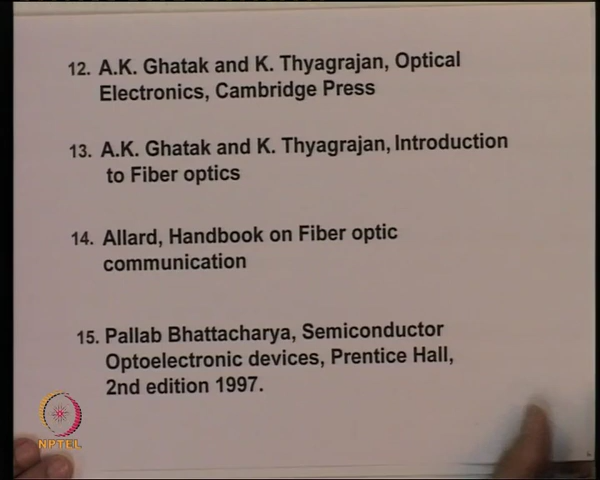 12. A.K. Ghatak and K. Thyagrajan, Optical
Electronics, Cambridge Press
13. A.K. Ghatak and K. Thyagrajan, Introduction
to Fiber optics
14. Allard, Handbook on Fiber optic
communication
15. Pallab Bhattacharya, Semiconductor
Optoelectronic devices, Prentice Hall,
2nd edition 1997.
NPTEL